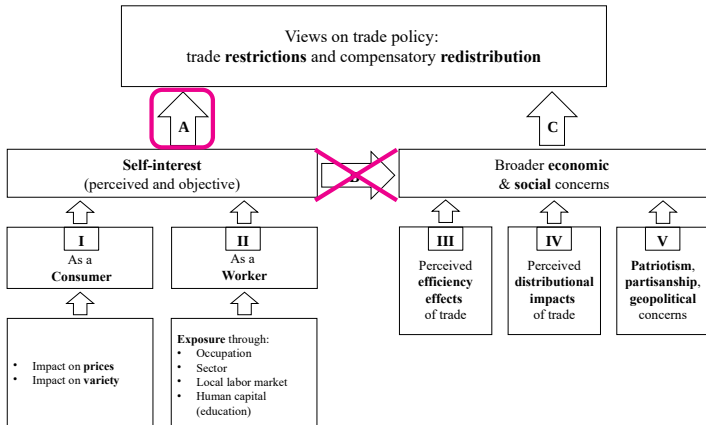 Views on trade policy:
trade restrictions and compensatory redistribution
A
C
Self-interest
(perceived and objective)
B
Broader economic
& social concerns
I
As a
Consumer
II
As a
Worker
III
Perceived
efficiency
effects
of trade
IV
Perceived
distributional
impacts
of trade
V
Patriotism,
partisanship,
geopolitical
concerns
• Impact on prices
• Impact on variety
Exposure through:
• Occupation
• Sector
• Local labor market
• Human capital
(education)